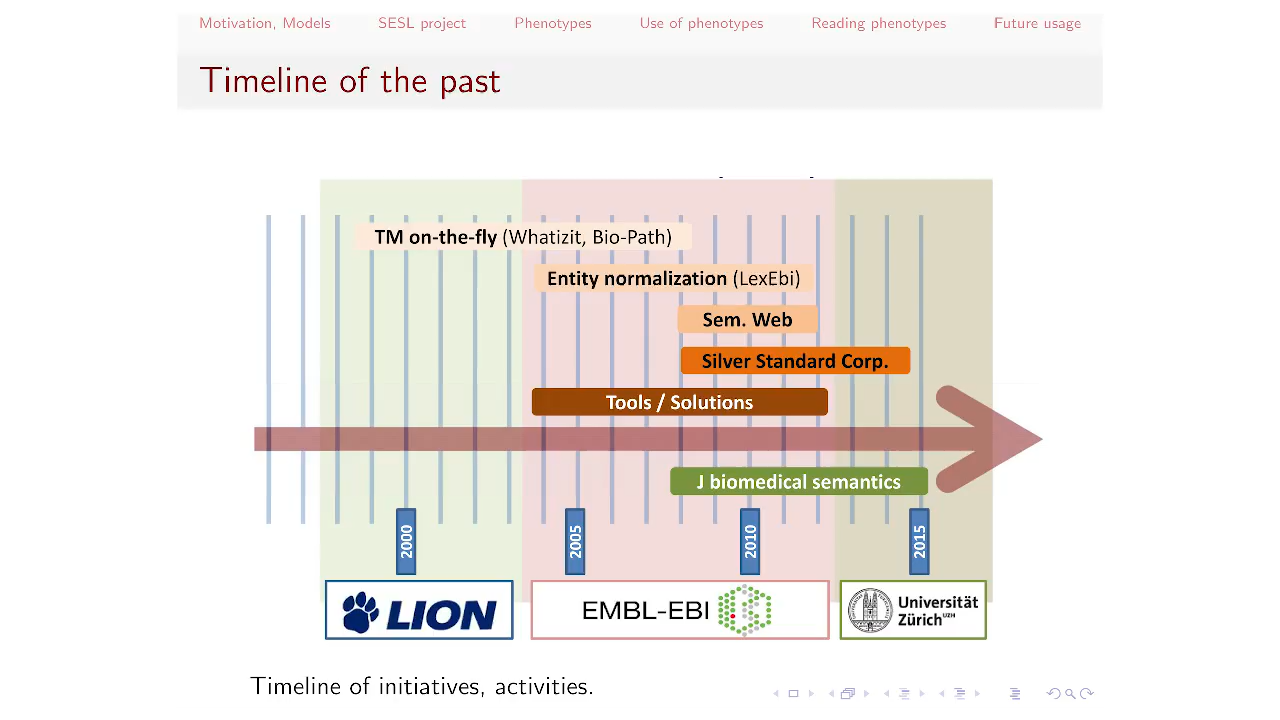 Motivation, Models SESL project Phenotypes Use of phenotypes Reading phenotypes Future usage
Timeline of the past
TM on-the-fly (Whatizit, Bio-Path)
Entity normalization (LexEbi)
Sem. Web
Silver Standard Corp.
Tools / Solutions
J biomedical semantics
2000 2005 2010 2015
LION
EMBL-EBI
Universität
Zürich UZH
Timeline of initiatives, activities.